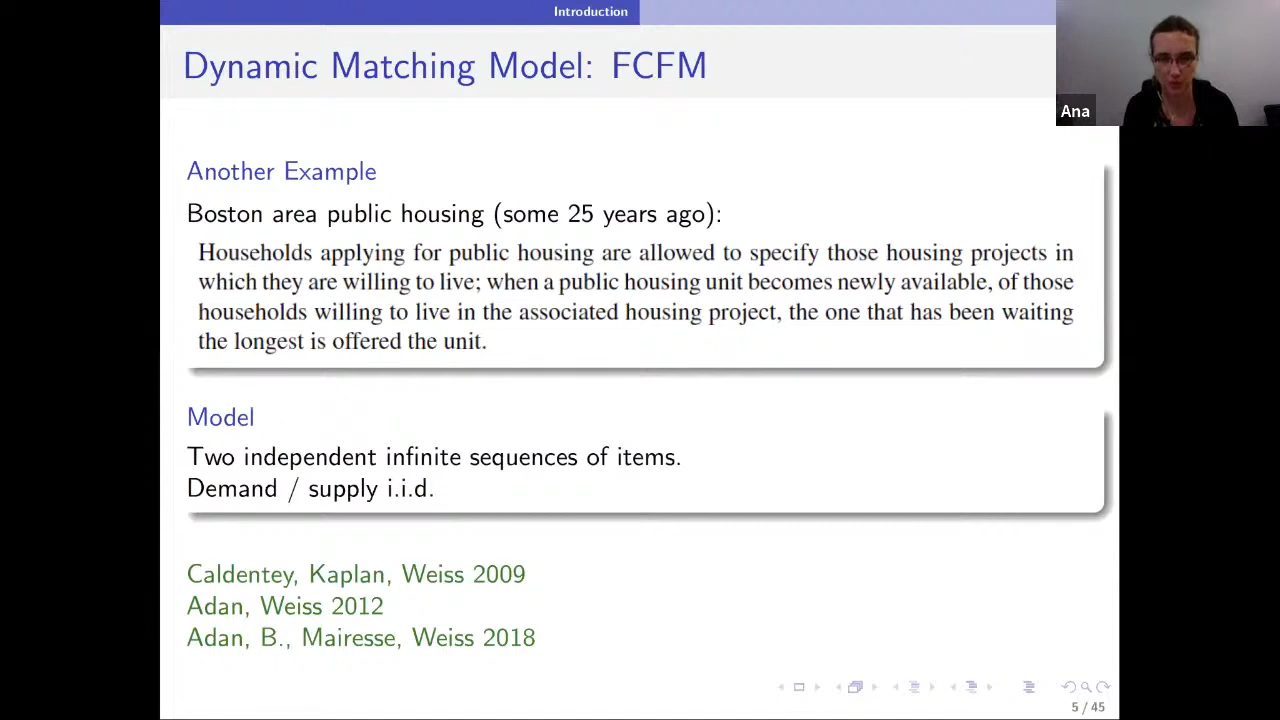 Introduction
Dynamic Matching Model: FCFM
Ana
Another Example
Boston area public housing (some 25 years ago):
Households applying for public housing are allowed to specify those housing projects in
which they are willing to live; when a public housing unit becomes newly available, of those
households willing to live in the associated housing project, the one that has been waiting
the longest is offered the unit.
Model
Two independent infinite sequences of items.
Demand / supply i.i.d.
Caldentey, Kaplan, Weiss 2009
Adan, Weiss 2012
Adan, B., Mairesse, Weiss 2018
5 / 45